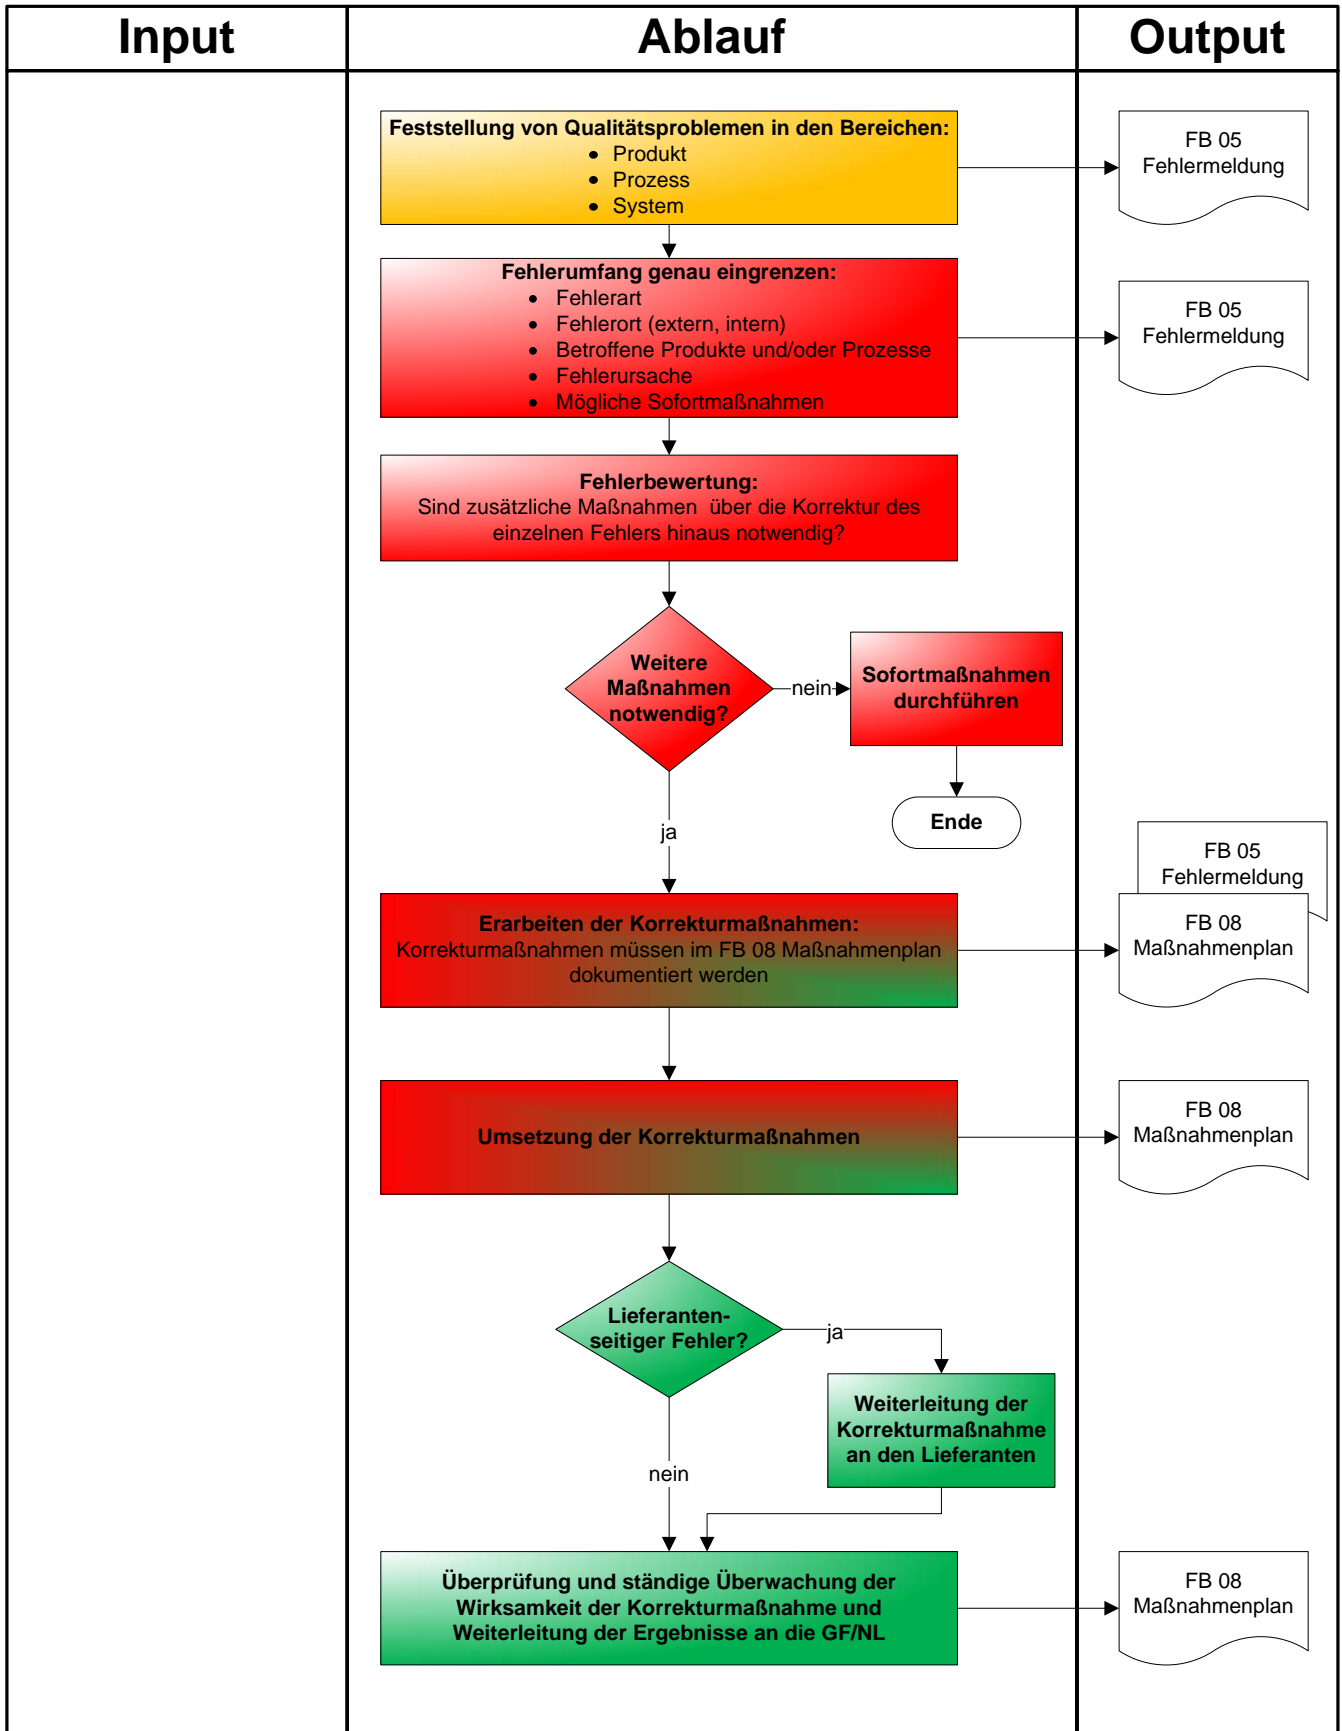 Input
Ablauf
Output
Feststellung von Qualitätsproblemen in den Bereichen:
• Produkt
• Prozess
• System
FB 05
Fehlermeldung
Fehlerumfang genau eingrenzen:
• Fehlerart
• Fehlerort (extern, intern)
• Betroffene Produkte und/oder Prozesse
• Fehlerursache
• Mögliche Sofortmaßnahmen
FB 05
Fehlermeldung
Fehlerbewertung:
Sind zusätzliche Maßnahmen über die Korrektur des
einzelnen Fehlers hinaus notwendig?
Weitere
Maßnahmen
notwendig?
nein
Sofortmaßnahmen
durchführen
Ende
ja
FB 05
Fehlermeldung
Erarbeiten der Korrekturmaßnahmen:
Korrekturmaßnahmen müssen im FB 08 Maßnahmenplan
dokumentiert werden
FB 08
Maßnahmenplan
Umsetzung der Korrekturmaßnahmen
FB 08
Maßnahmenplan
Lieferanten-
seitiger Fehler?
ja
Weiterleitung der
Korrekturmaßnahme
an den Lieferanten
nein
Überprüfung und ständige Überwachung der
Wirksamkeit der Korrekturmaßnahme und
Weiterleitung der Ergebnisse an die GF/NL
FB 08
Maßnahmenplan